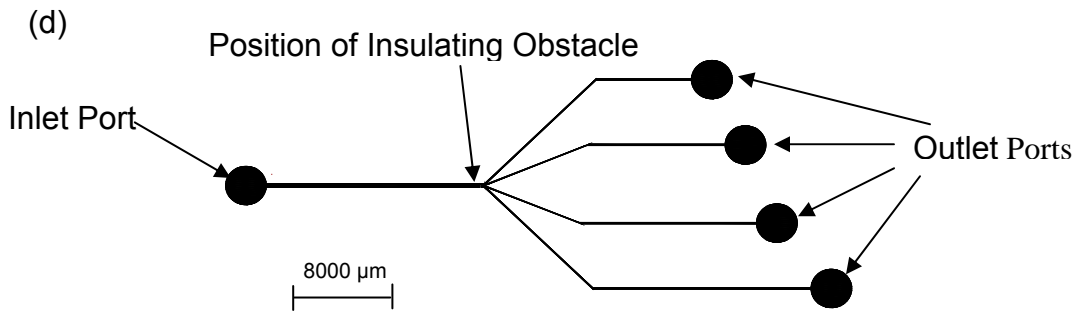 (d)
Position of Insulating Obstacle
Inlet Port
Outlet Ports
8000 µm